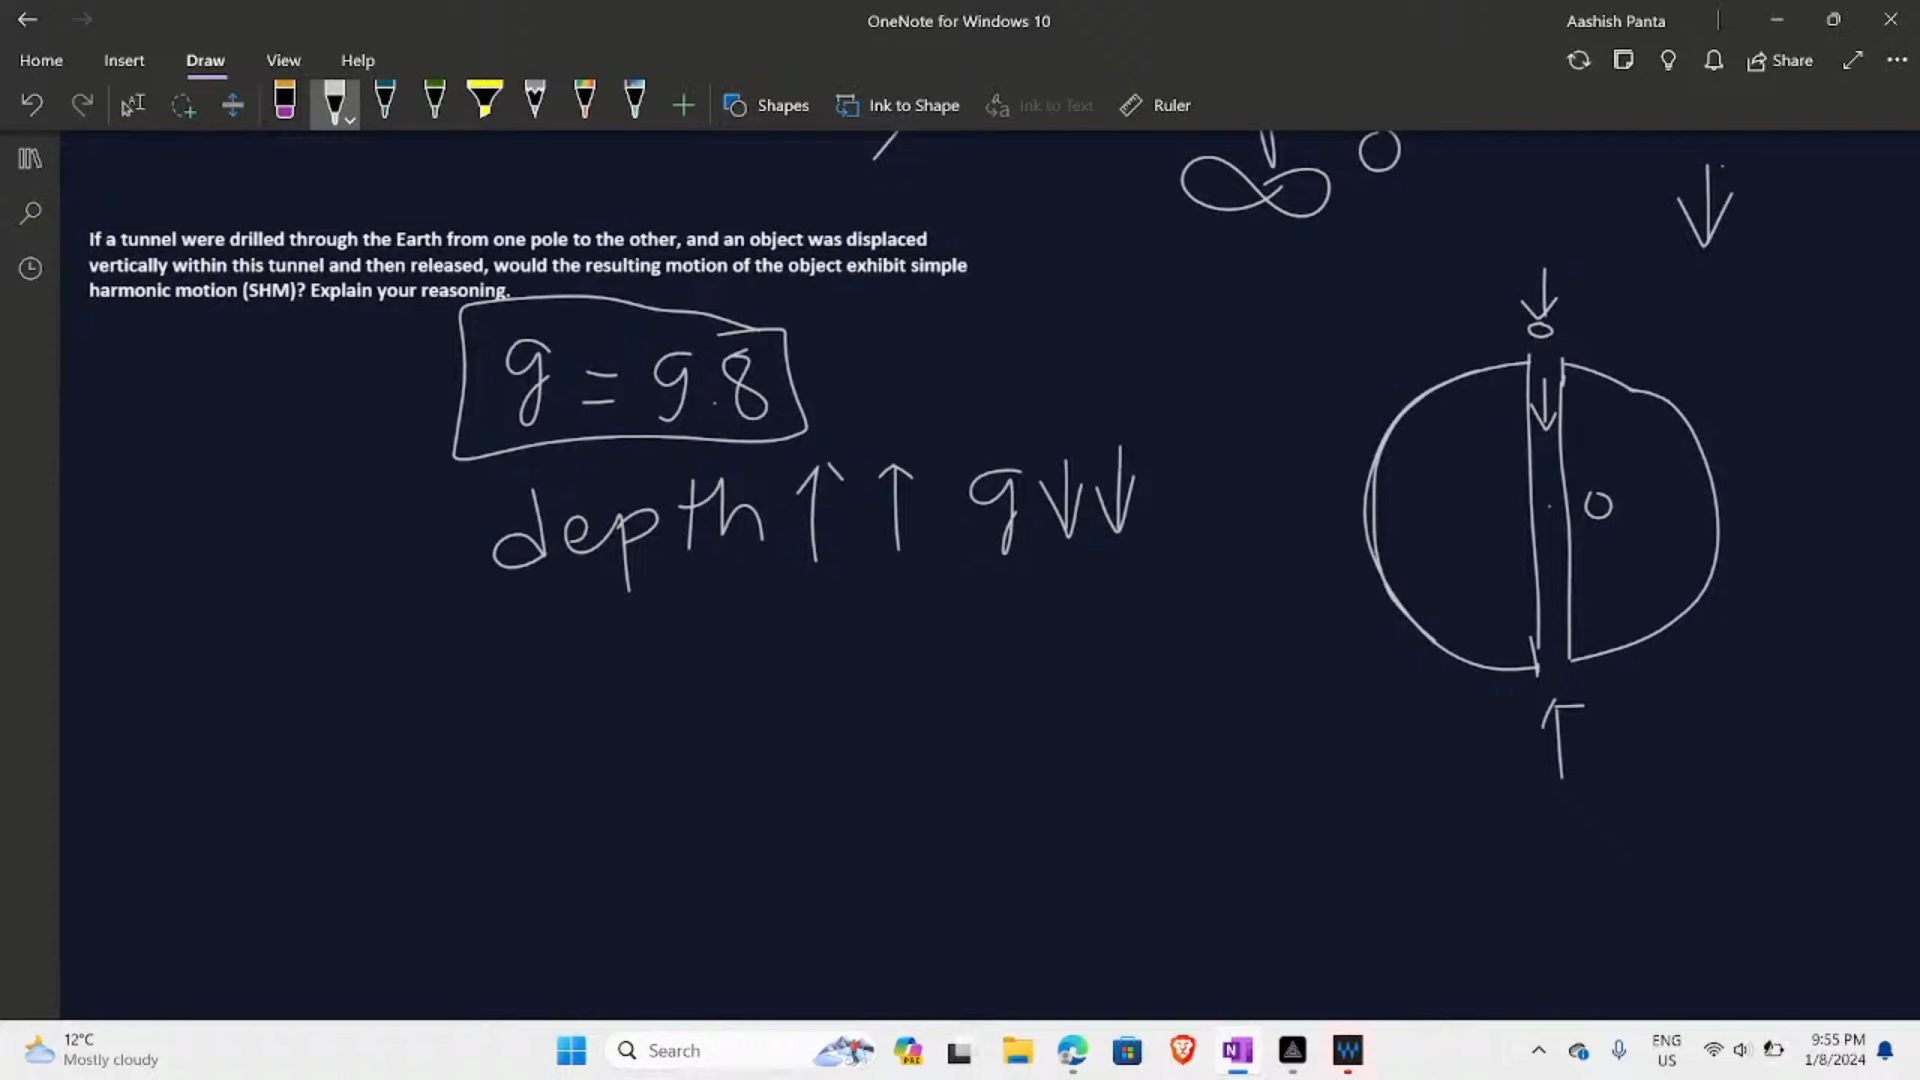 OneNote for Windows 10
Aashish Panta
Home Insert Draw View Help
Share
Shapes Ink to Shape Ink to Text Ruler
∞ 0
If a tunnel were drilled through the Earth from one pole to the other, and an object was displaced
vertically within this tunnel and then released, would the resulting motion of the object exhibit simple
harmonic motion (SHM)? Explain your reasoning.
g = 9.8
depth ↑ ↑ g ↓ ↓
O
12°C
Mostly cloudy
Search
PRE
ENG
US
9:55 PM
1/8/2024